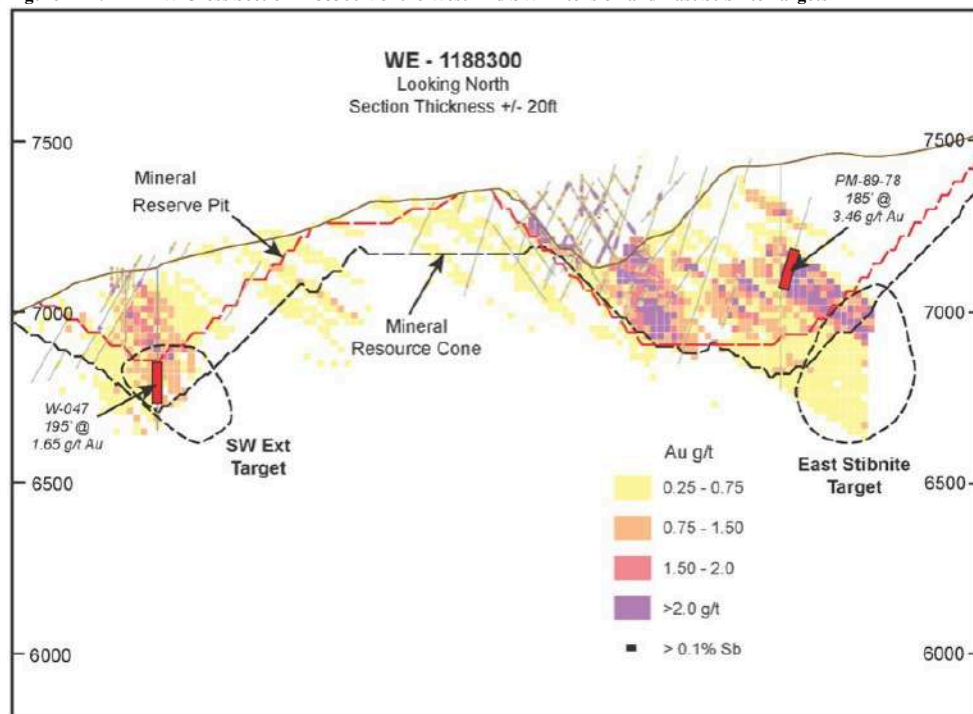 WE - 1188300
Looking North
Section Thickness +/- 20ft
7500
7500
Mineral
Reserve Pit
PM-89-78
185' @
3.46 g/t Au
7000
7000
Mineral
Resource Cone
W-047
195' @
1.65 g/t Au
SW Ext
Target
East Stibnite
Target
6500
6500
Au g/t
0.25 - 0.75
0.75 - 1.50
1.50 - 2.0
>2.0 g/t
> 0.1% Sb
6000
6000